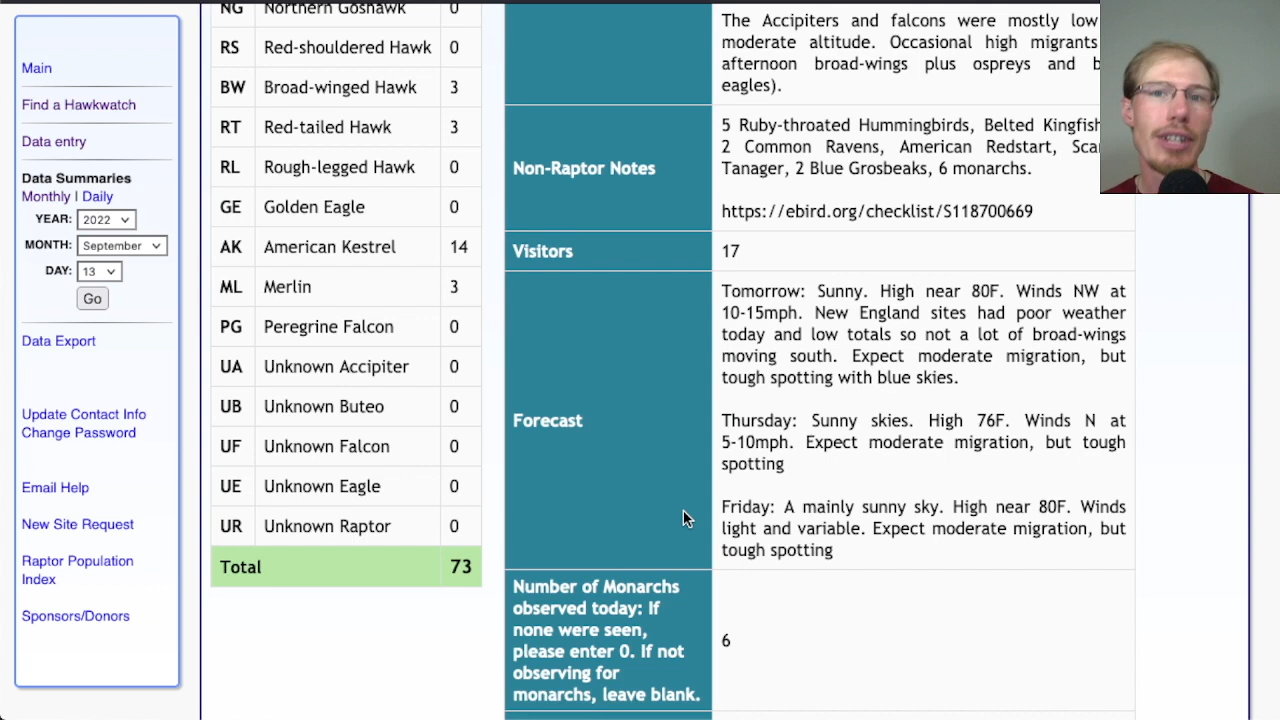 Main
Find a Hawkwatch
Data entry
Data Summaries
Monthly | Daily
YEAR: 2022
MONTH: September
DAY: 13
Go
Data Export
Update Contact Info
Change Password
Email Help
New Site Request
Raptor Population
Index
Sponsors/Donors
NG Northern Goshawk 0
RS Red-shouldered Hawk 0
BW Broad-winged Hawk 3
RT Red-tailed Hawk 3
RL Rough-legged Hawk 0
GE Golden Eagle 0
AK American Kestrel 14
ML Merlin 3
PG Peregrine Falcon 0
UA Unknown Accipiter 0
UB Unknown Buteo 0
UF Unknown Falcon 0
UE Unknown Eagle 0
UR Unknown Raptor 0
Total 73
The Accipiters and falcons were mostly low
moderate altitude. Occasional high migrants
afternoon broad-wings plus ospreys and b
eagles).
Non-Raptor Notes
5 Ruby-throated Hummingbirds, Belted Kingfish
2 Common Ravens, American Redstart, Sca
Tanager, 2 Blue Grosbeaks, 6 monarchs.
https://ebird.org/checklist/S118700669
Visitors
17
Forecast
Tomorrow: Sunny. High near 80F. Winds NW at
10-15mph. New England sites had poor weather
today and low totals so not a lot of broad-wings
moving south. Expect moderate migration, but
tough spotting with blue skies.
Thursday: Sunny skies. High 76F. Winds N at
5-10mph. Expect moderate migration, but tough
spotting
Friday: A mainly sunny sky. High near 80F. Winds
light and variable. Expect moderate migration, but
tough spotting
Number of Monarchs
observed today: If
none were seen,
please enter 0. If not
observing for
monarchs, leave blank.
6